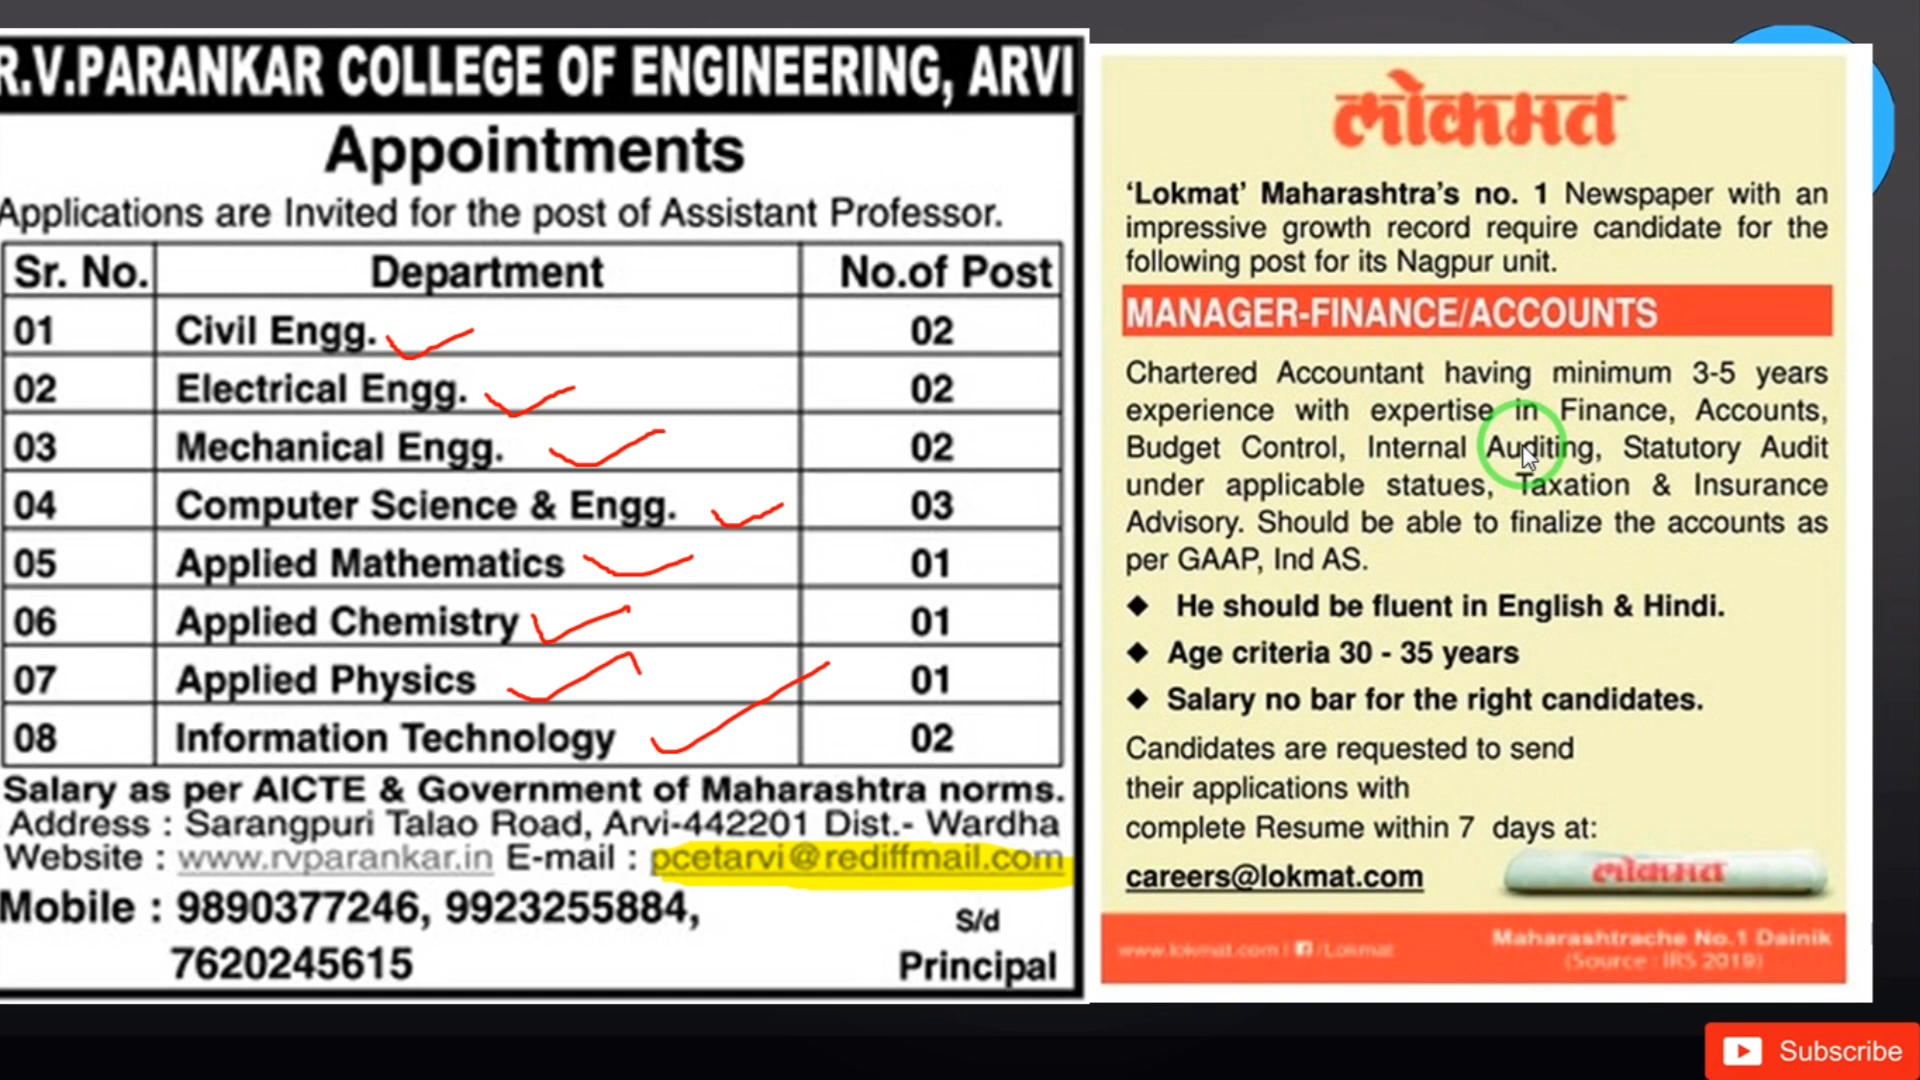 R.V.PARANKAR COLLEGE OF ENGINEERING, ARVI
Appointments
Applications are Invited for the post of Assistant Professor.
Sr. No. Department No.of Post
01 Civil Engg. 02
02 Electrical Engg. 02
03 Mechanical Engg. 02
04 Computer Science & Engg. 03
05 Applied Mathematics 01
06 Applied Chemistry 01
07 Applied Physics 01
08 Information Technology 02
Salary as per AICTE & Government of Maharashtra norms.
Address : Sarangpuri Talao Road, Arvi-442201 Dist.- Wardha
Website : www.rvparankar.in E-mail : pcetarvi@rediffmail.com
Mobile : 9890377246, 9923255884,
7620245615
S/d
Principal
लोकमत
‘Lokmat’ Maharashtra’s no. 1 Newspaper with an
impressive growth record require candidate for the
following post for its Nagpur unit.
MANAGER-FINANCE/ACCOUNTS
Chartered Accountant having minimum 3-5 years
experience with expertise in Finance, Accounts,
Budget Control, Internal Auditing, Statutory Audit
under applicable statues, Taxation & Insurance
Advisory. Should be able to finalize the accounts as
per GAAP, Ind AS.
◆ He should be fluent in English & Hindi.
◆ Age criteria 30 - 35 years
◆ Salary no bar for the right candidates.
Candidates are requested to send
their applications with
complete Resume within 7 days at:
careers@lokmat.com
लोकमत
www.lokmat.com | /Lokmat
Maharashtrache No.1 Dainik
(Source : IRS 2019)
Subscribe